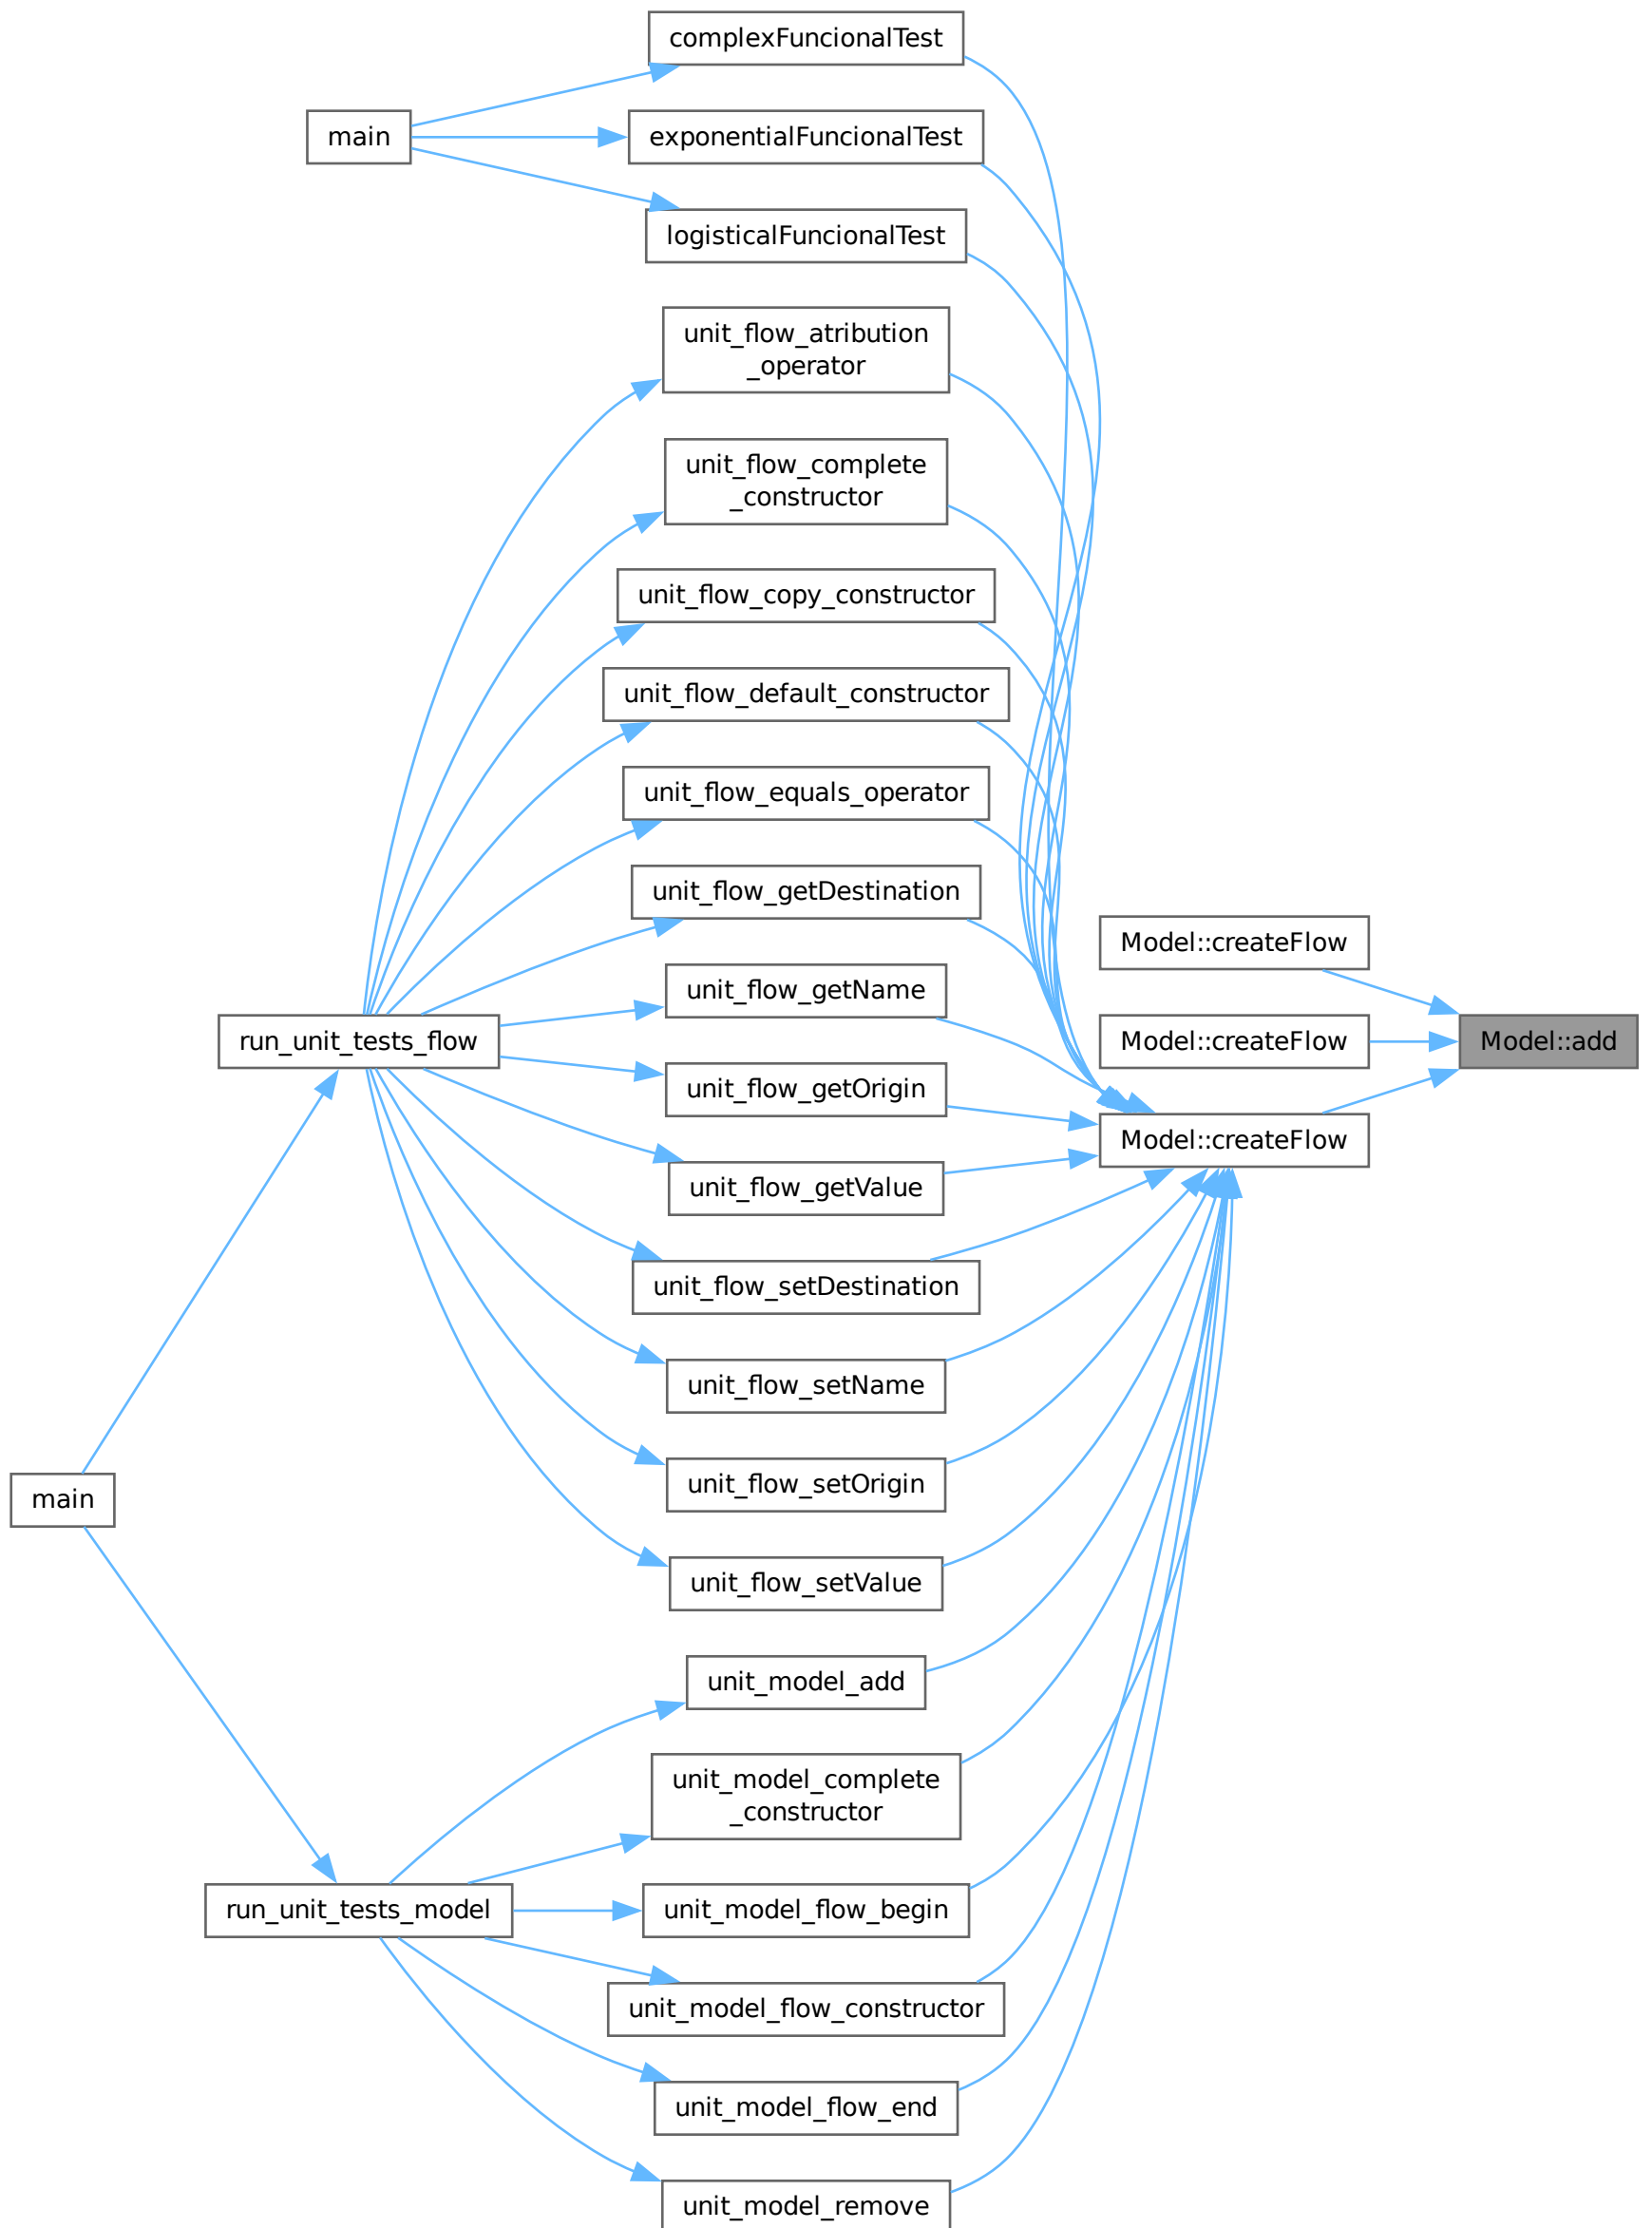 complexFuncionalTest
main
exponentialFuncionalTest
logisticalFuncionalTest
unit_flow_atribution
_operator
unit_flow_complete
_constructor
unit_flow_copy_constructor
unit_flow_default_constructor
unit_flow_equals_operator
unit_flow_getDestination
Model::createFlow
unit_flow_getName
run_unit_tests_flow
Model::createFlow
Model::add
unit_flow_getOrigin
Model::createFlow
unit_flow_getValue
unit_flow_setDestination
unit_flow_setName
unit_flow_setOrigin
main
unit_flow_setValue
unit_model_add
unit_model_complete
_constructor
run_unit_tests_model
unit_model_flow_begin
unit_model_flow_constructor
unit_model_flow_end
unit_model_remove